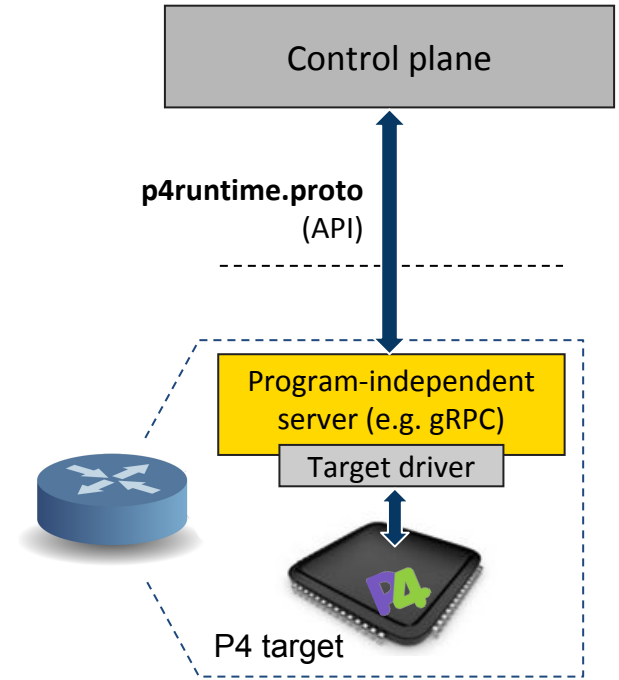 Control plane
p4runtime.proto
(API)
Program-independent
server (e.g. gRPC)
Target driver
P4
P4 target